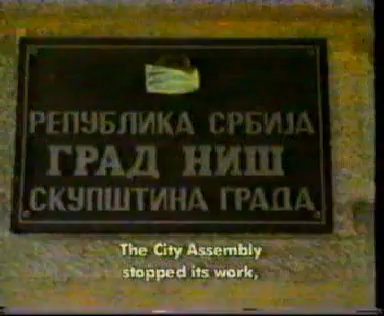 РЕПУБЛИКА СРБИЈА
ГРАД НИШ
СКУПШТИНА ГРАДА
The City Assembly
stopped its work,